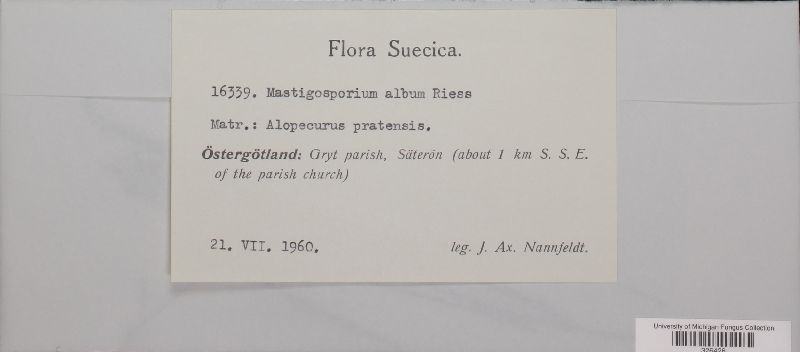 Flora Suecica.
16339. Mastigosporium album Riess
Matr.: Alopecurus pratensis.
Östergötland: Gryt parish, Säterön (about 1 km S. S. E.
of the parish church)
21. VII. 1960. leg. J. Ax. Nannfeldt.
University of Michigan Fungus Collection